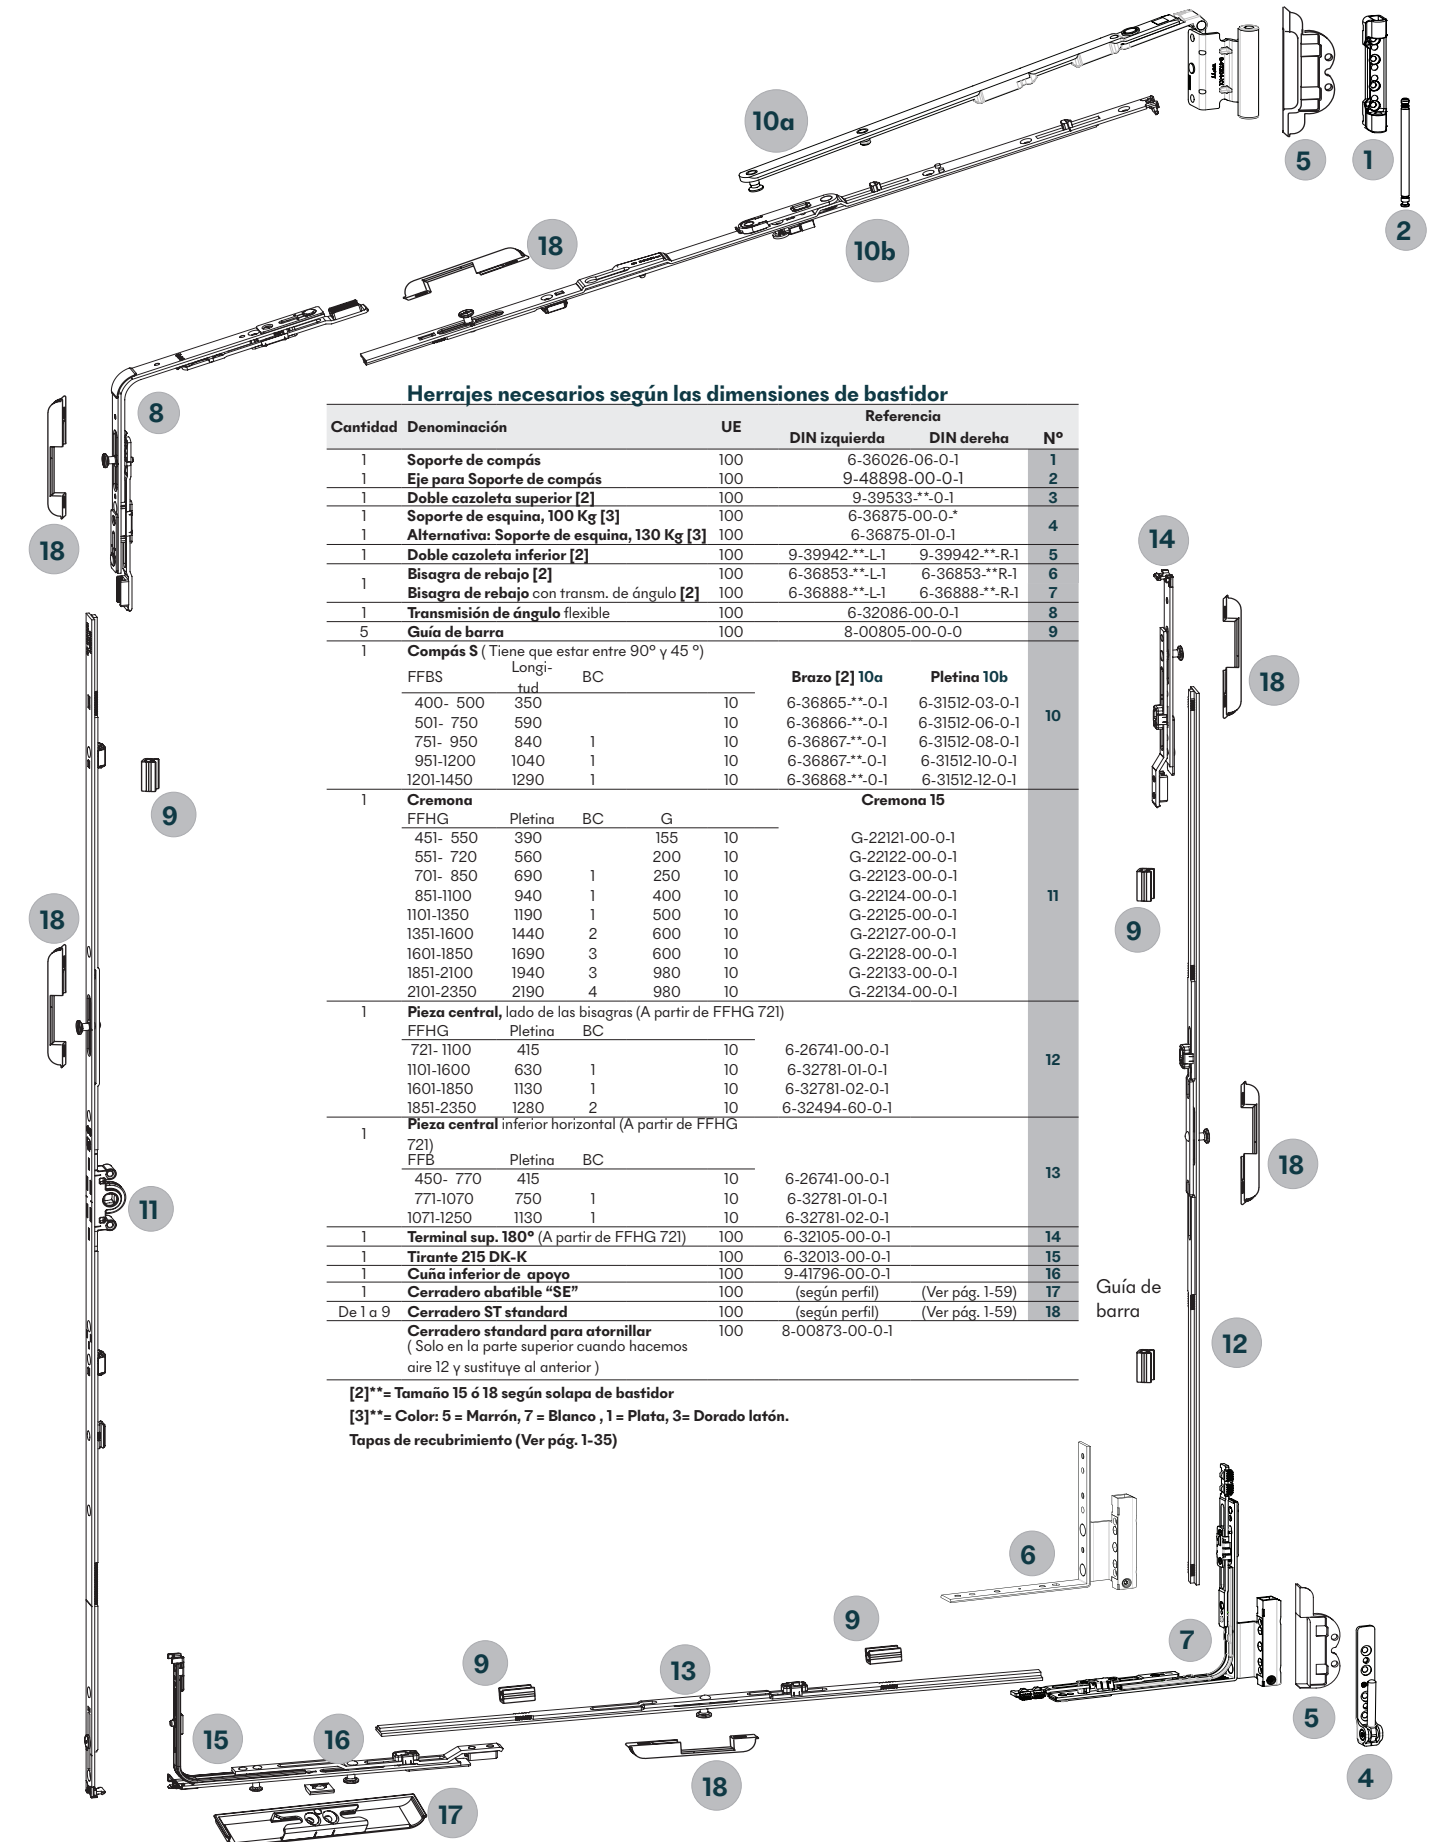 10a
5
1
2
10b
18
8
18
Herrajes necesarios según las dimensiones de bastidor
Cantidad Denominación UE Referencia
DIN izquierda DIN dereha Nº
1 Soporte de compás 100 6-36026-06-0-1 1
1 Eje para Soporte de compás 100 9-48898-00-0-1 2
1 Doble cazoleta superior [2] 100 9-39533-**-0-1 3
1 Soporte de esquina, 100 Kg [3] 100 6-36875-00-0-* 4
1 Alternativa: Soporte de esquina, 130 Kg [3] 100 6-36875-01-0-1
1 Doble cazoleta inferior [2] 100 9-39942-**-L-1 9-39942-**-R-1 5
1 Bisagra de rebajo [2] 100 6-36853-**-L-1 6-36853-**R-1 6
Bisagra de rebajo con transm. de ángulo [2] 100 6-36888-**-L-1 6-36888-**-R-1 7
1 Transmisión de ángulo flexible 100 6-32086-00-0-1 8
5 Guía de barra 100 8-00805-00-0-0 9
1 Compás S ( Tiene que estar entre 90º y 45 º) 10
FFBS Longi-tud BC Brazo [2] 10a Pletina 10b
400- 500 350 10 6-36865-**-0-1 6-31512-03-0-1
501- 750 590 10 6-36866-**-0-1 6-31512-06-0-1
751- 950 840 1 10 6-36867-**-0-1 6-31512-08-0-1
951-1200 1040 1 10 6-36867-**-0-1 6-31512-10-0-1
1201-1450 1290 1 10 6-36868-**-0-1 6-31512-12-0-1
1 Cremona Cremona 15 11
FFHG Pletina BC G
451- 550 390 155 10 G-22121-00-0-1
551- 720 560 200 10 G-22122-00-0-1
701- 850 690 1 250 10 G-22123-00-0-1
851-1100 940 1 400 10 G-22124-00-0-1
1101-1350 1190 1 500 10 G-22125-00-0-1
1351-1600 1440 2 600 10 G-22127-00-0-1
1601-1850 1690 3 600 10 G-22128-00-0-1
1851-2100 1940 3 980 10 G-22133-00-0-1
2101-2350 2190 4 980 10 G-22134-00-0-1
1 Pieza central, lado de las bisagras (A partir de FFHG 721) 12
FFHG Pletina BC
721- 1100 415 10 6-26741-00-0-1
1101-1600 630 1 10 6-32781-01-0-1
1601-1850 1130 1 10 6-32781-02-0-1
1851-2350 1280 2 10 6-32494-60-0-1
1 Pieza central inferior horizontal (A partir de FFHG
721) 13
FFB Pletina BC
450- 770 415 10 6-26741-00-0-1
771-1070 750 1 10 6-32781-01-0-1
1071-1250 1130 1 10 6-32781-02-0-1
1 Terminal sup. 180º (A partir de FFHG 721) 100 6-32105-00-0-1 14
1 Tirante 215 DK-K 100 6-32013-00-0-1 15
1 Cuña inferior de apoyo 100 9-41796-00-0-1 16
1 Cerradero abatible “SE” 100 (según perfil) (Ver pág. 1-59) 17
De 1 a 9 Cerradero ST standard 100 (según perfil) (Ver pág. 1-59) 18
Cerradero standard para atornillar 100 8-00873-00-0-1
( Solo en la parte superior cuando hacemos
aire 12 y sustituye al anterior )
[2]**= Tamaño 15 ó 18 según solapa de bastidor
[3]**= Color: 5 = Marrón, 7 = Blanco , 1 = Plata, 3= Dorado latón.
Tapas de recubrimiento (Ver pág. 1-35)
14
18
9
9
18
18
11
Guía de
barra
12
6
9
7
9
13
5
15
16
18
4
17